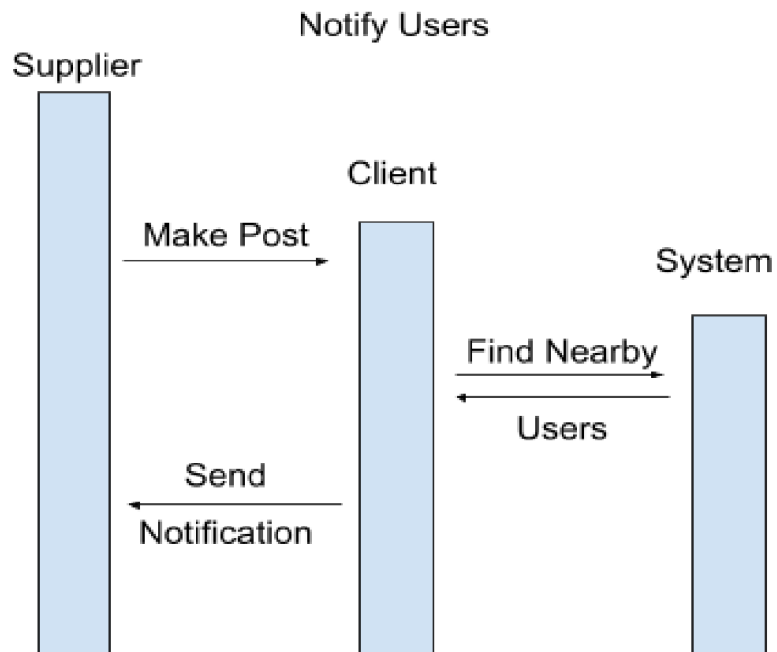 Notify Users
Supplier
Client
Make Post
System
Find Nearby
Users
Send
Notification